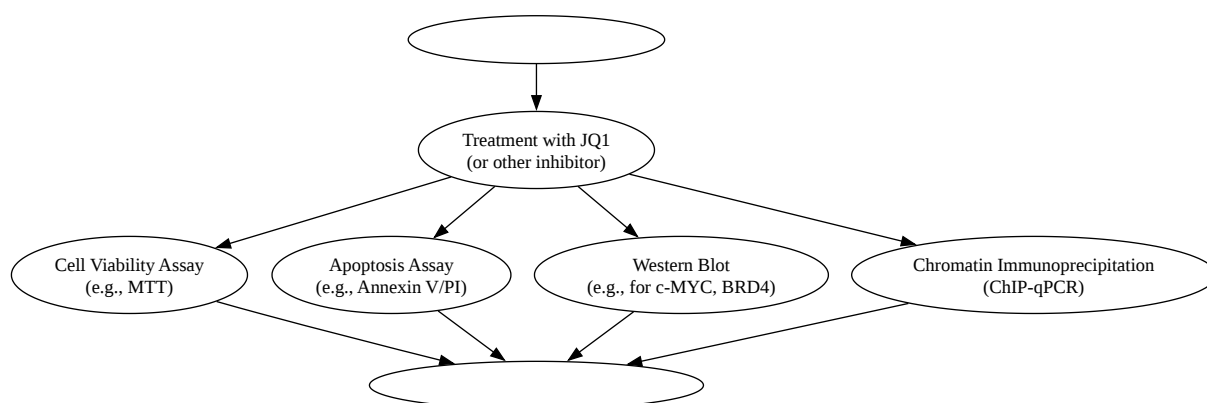 Treatment with JQ1
(or other inhibitor)
Cell Viability Assay
(e.g., MTT)
Apoptosis Assay
(e.g., Annexin V/PI)
Western Blot
(e.g., for c-MYC, BRD4)
Chromatin Immunoprecipitation
(ChIP-qPCR)